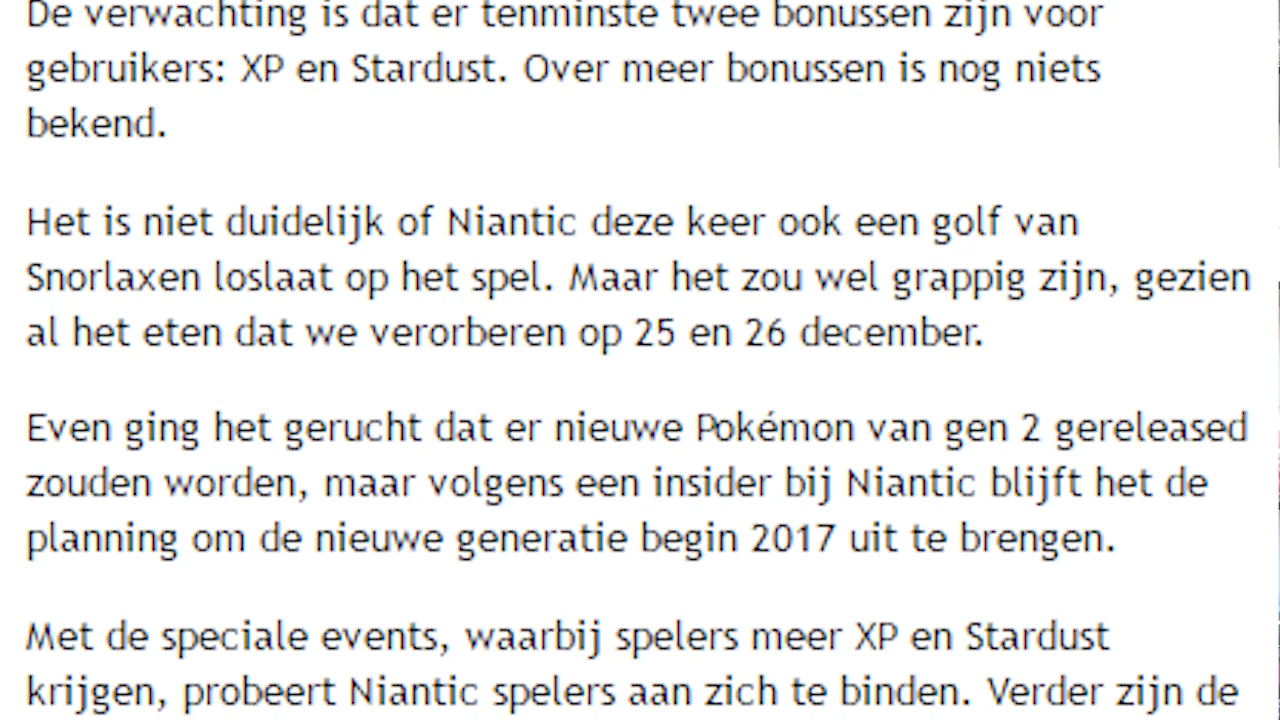 De verwachting is dat er tenminste twee bonussen zijn voor
gebruikers: XP en Stardust. Over meer bonussen is nog niets
bekend.
Het is niet duidelijk of Niantic deze keer ook een golf van
Snorlaxen loslaat op het spel. Maar het zou wel grappig zijn, gezien
al het eten dat we verorberen op 25 en 26 december.
Even ging het gerucht dat er nieuwe Pokémon van gen 2 gereleased
zouden worden, maar volgens een insider bij Niantic blijft het de
planning om de nieuwe generatie begin 2017 uit te brengen.
Met de speciale events, waarbij spelers meer XP en Stardust
krijgen, probeert Niantic spelers aan zich te binden. Verder zijn de